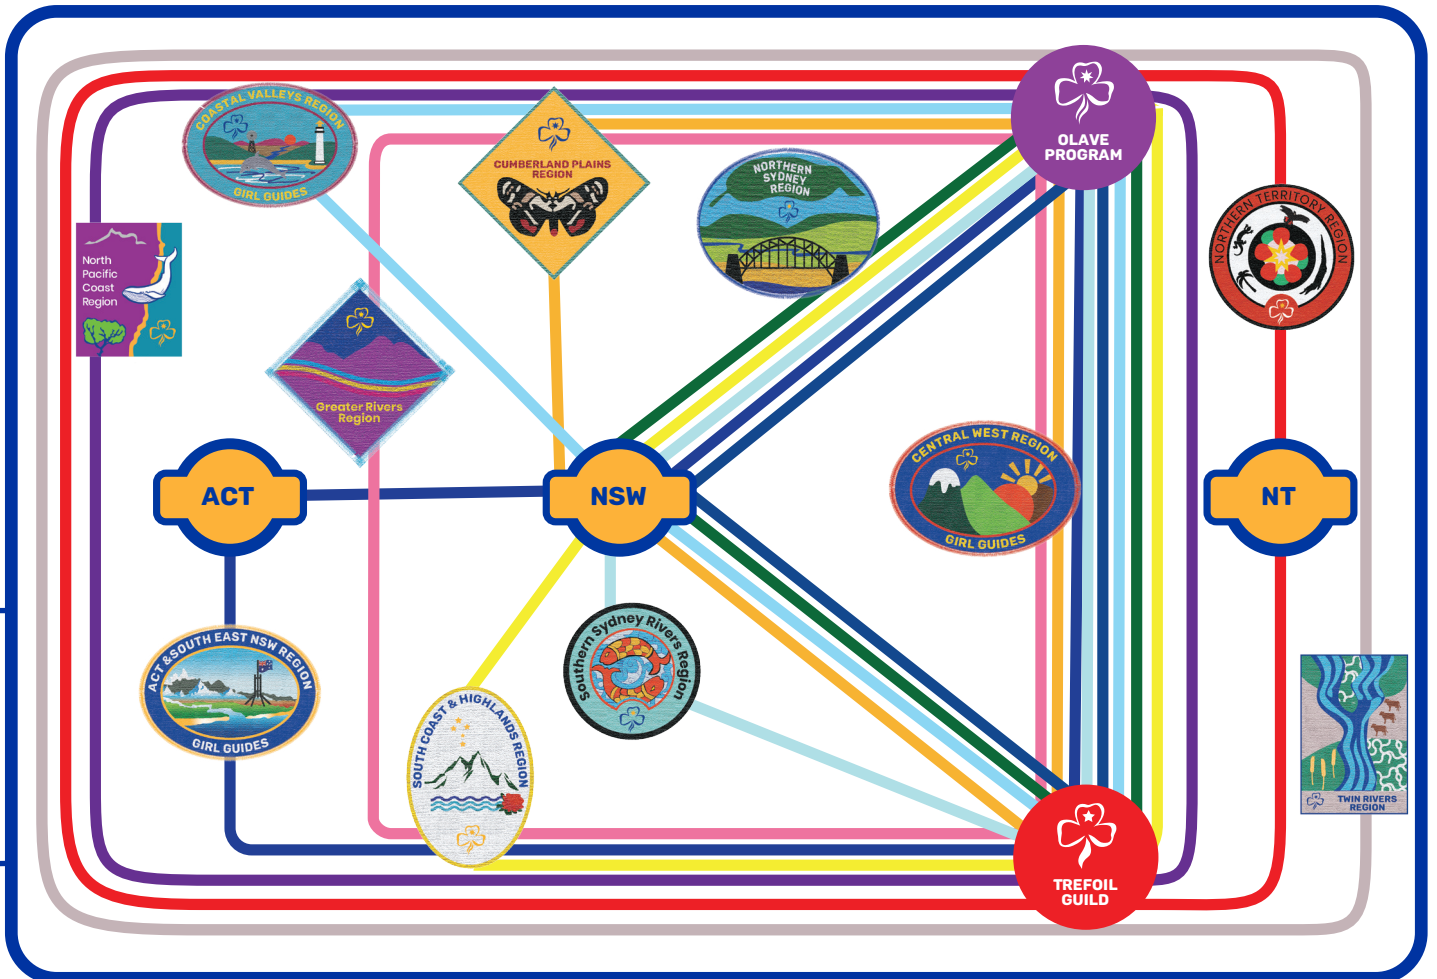 COASTAL VALLEYS REGION
GIRL GUIDES
CUMBERLAND PLAINS
REGION
NORTHERN
SYDNEY
REGION
OLAVE
PROGRAM
NORTHERN TERRITORY REGION
North
Pacific
Coast
Region
Greater Rivers
Region
CENTRAL WEST REGION
GIRL GUIDES
ACT
NSW
NT
ACT & SOUTH EAST NSW REGION
GIRL GUIDES
SOUTH COAST & HIGHLANDS REGION
Southern Sydney Rivers Region
TWIN RIVERS
REGION
TREFOIL
GUILD